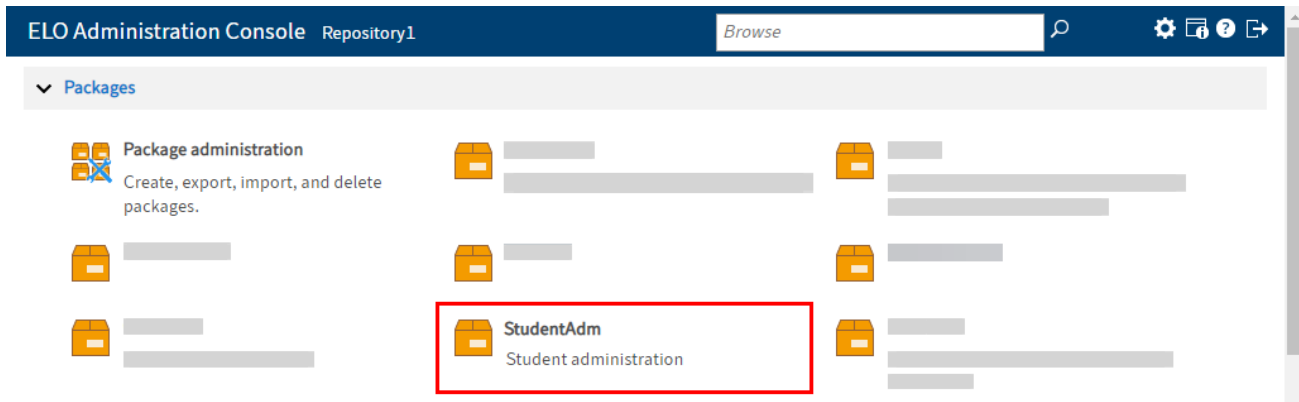 ELO Administration Console Repository1
Browse
Packages
Package administration
Create, export, import, and delete
packages.
StudentAdm
Student administration